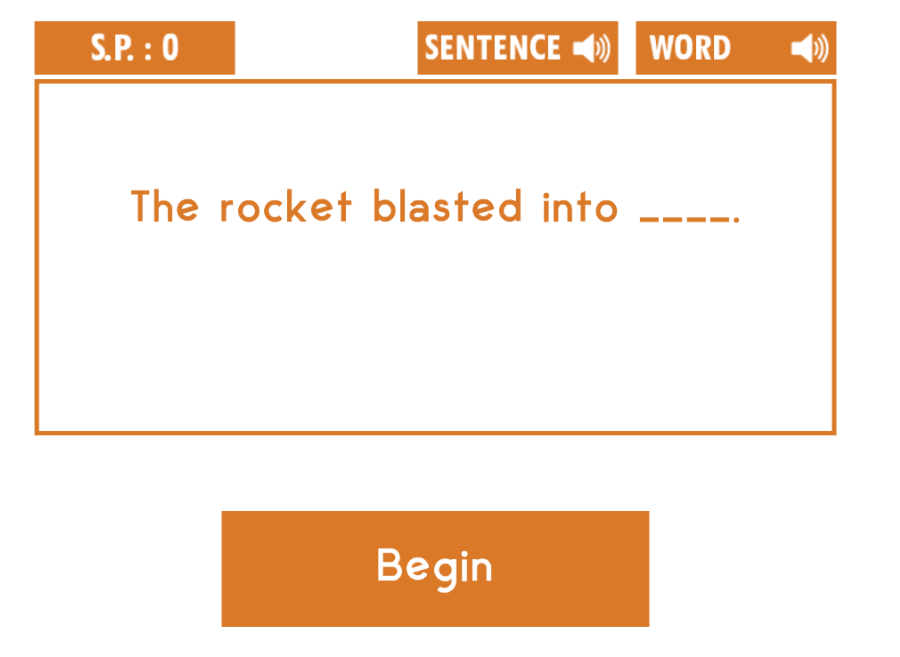 S.P. : 0 SENTENCE WORD
The rocket blasted into ____.
Begin